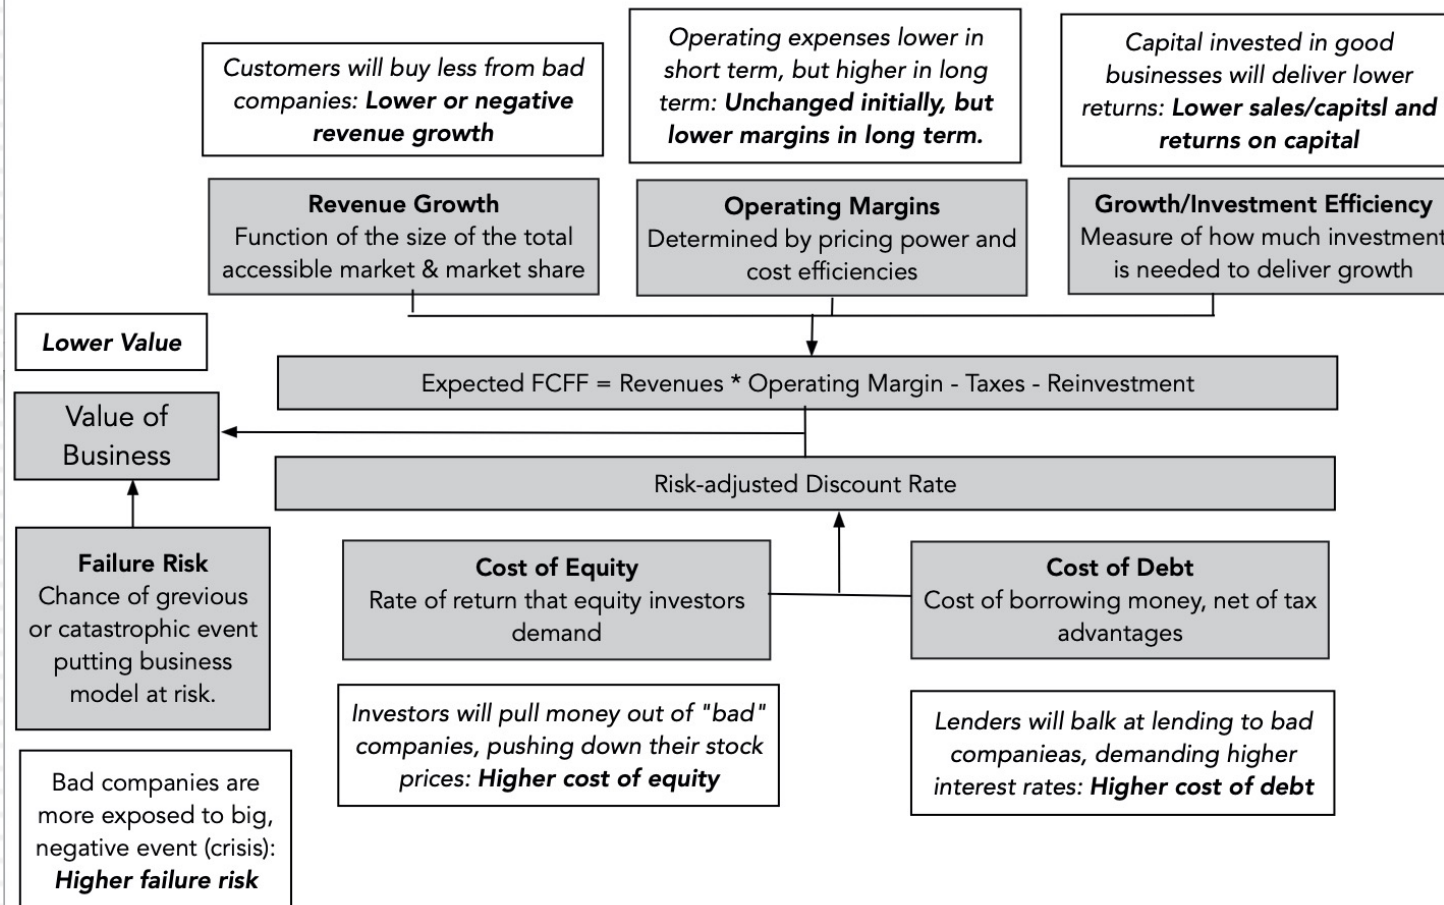 Customers will buy less from bad
companies: Lower or negative
revenue growth
Operating expenses lower in
short term, but higher in long
term: Unchanged initially, but
lower margins in long term.
Capital invested in good
businesses will deliver lower
returns: Lower sales/capitsl and
returns on capital
Revenue Growth
Function of the size of the total
accessible market & market share
Operating Margins
Determined by pricing power and
cost efficiencies
Growth/Investment Efficiency
Measure of how much investment
is needed to deliver growth
Lower Value
Expected FCFF = Revenues * Operating Margin - Taxes - Reinvestment
Value of
Business
Risk-adjusted Discount Rate
Failure Risk
Chance of grevious
or catastrophic event
putting business
model at risk.
Cost of Equity
Rate of return that equity investors
demand
Cost of Debt
Cost of borrowing money, net of tax
advantages
Investors will pull money out of "bad"
companies, pushing down their stock
prices: Higher cost of equity
Lenders will balk at lending to bad
companieas, demanding higher
interest rates: Higher cost of debt
Bad companies are
more exposed to big,
negative event (crisis):
Higher failure risk